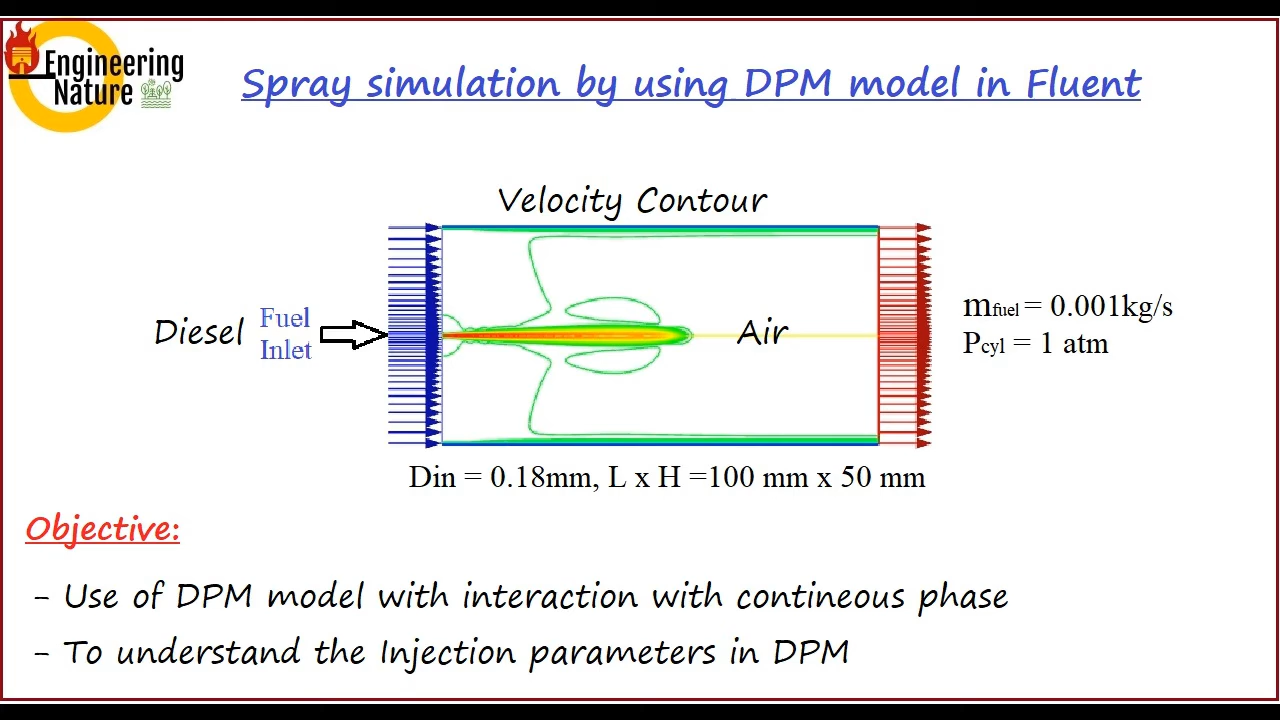 Engineering
Nature
Spray simulation by using DPM model in Fluent
Velocity Contour
Diesel
Fuel
Inlet
Air
mfuel = 0.001kg/s
Pcyl = 1 atm
Din = 0.18mm, L x H =100 mm x 50 mm
Objective:
- Use of DPM model with interaction with contineous phase
- To understand the Injection parameters in DPM